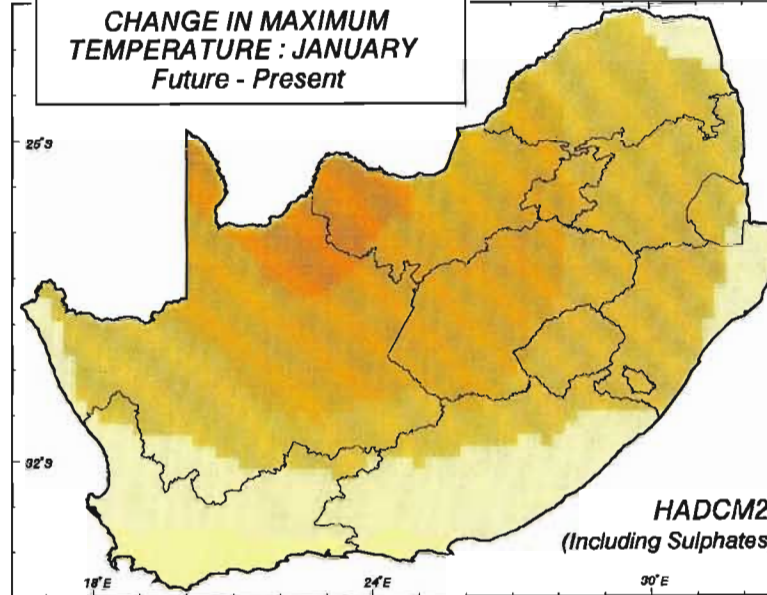 CHANGE IN MAXIMUM
TEMPERATURE : JANUARY
Future - Present
25°S
32°S
HADCM2
(Including Sulphates
18°E
24°E
30°E